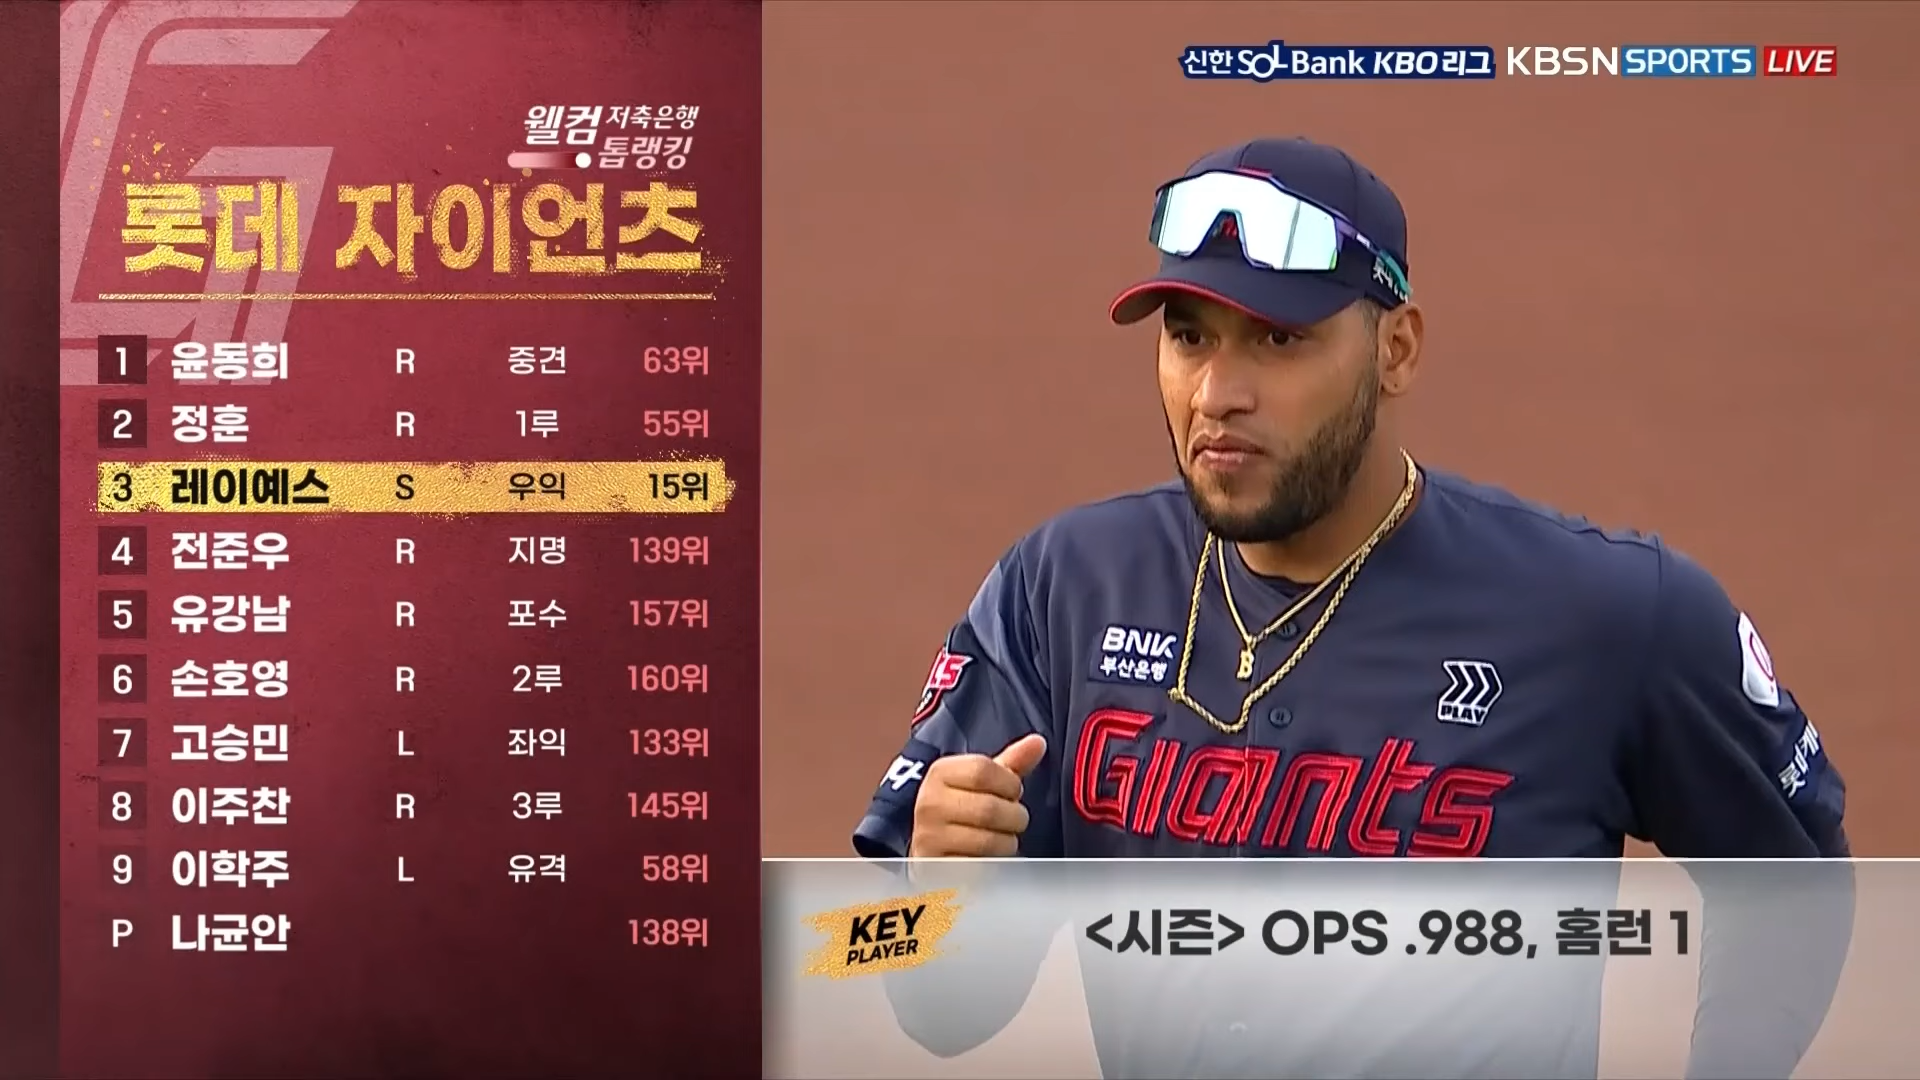 신한 SOL Bank KBO 리그 KBSN SPORTS LIVE
웰컴 저축은행
톱랭킹
롯데 자이언츠
1 윤동희 R 중견 63위
2 정훈 R 1루 55위
3 레이예스 S 우익 15위
4 전준우 R 지명 139위
5 유강남 R 포수 157위
6 손호영 R 2루 160위
7 고승민 L 좌익 133위
8 이주찬 R 3루 145위
9 이학주 L 유격 58위
P 나균안 138위
BNK
부산은행
PLAY
Giants
B
KEY
PLAYER
<시즌> OPS .988, 홈런 1